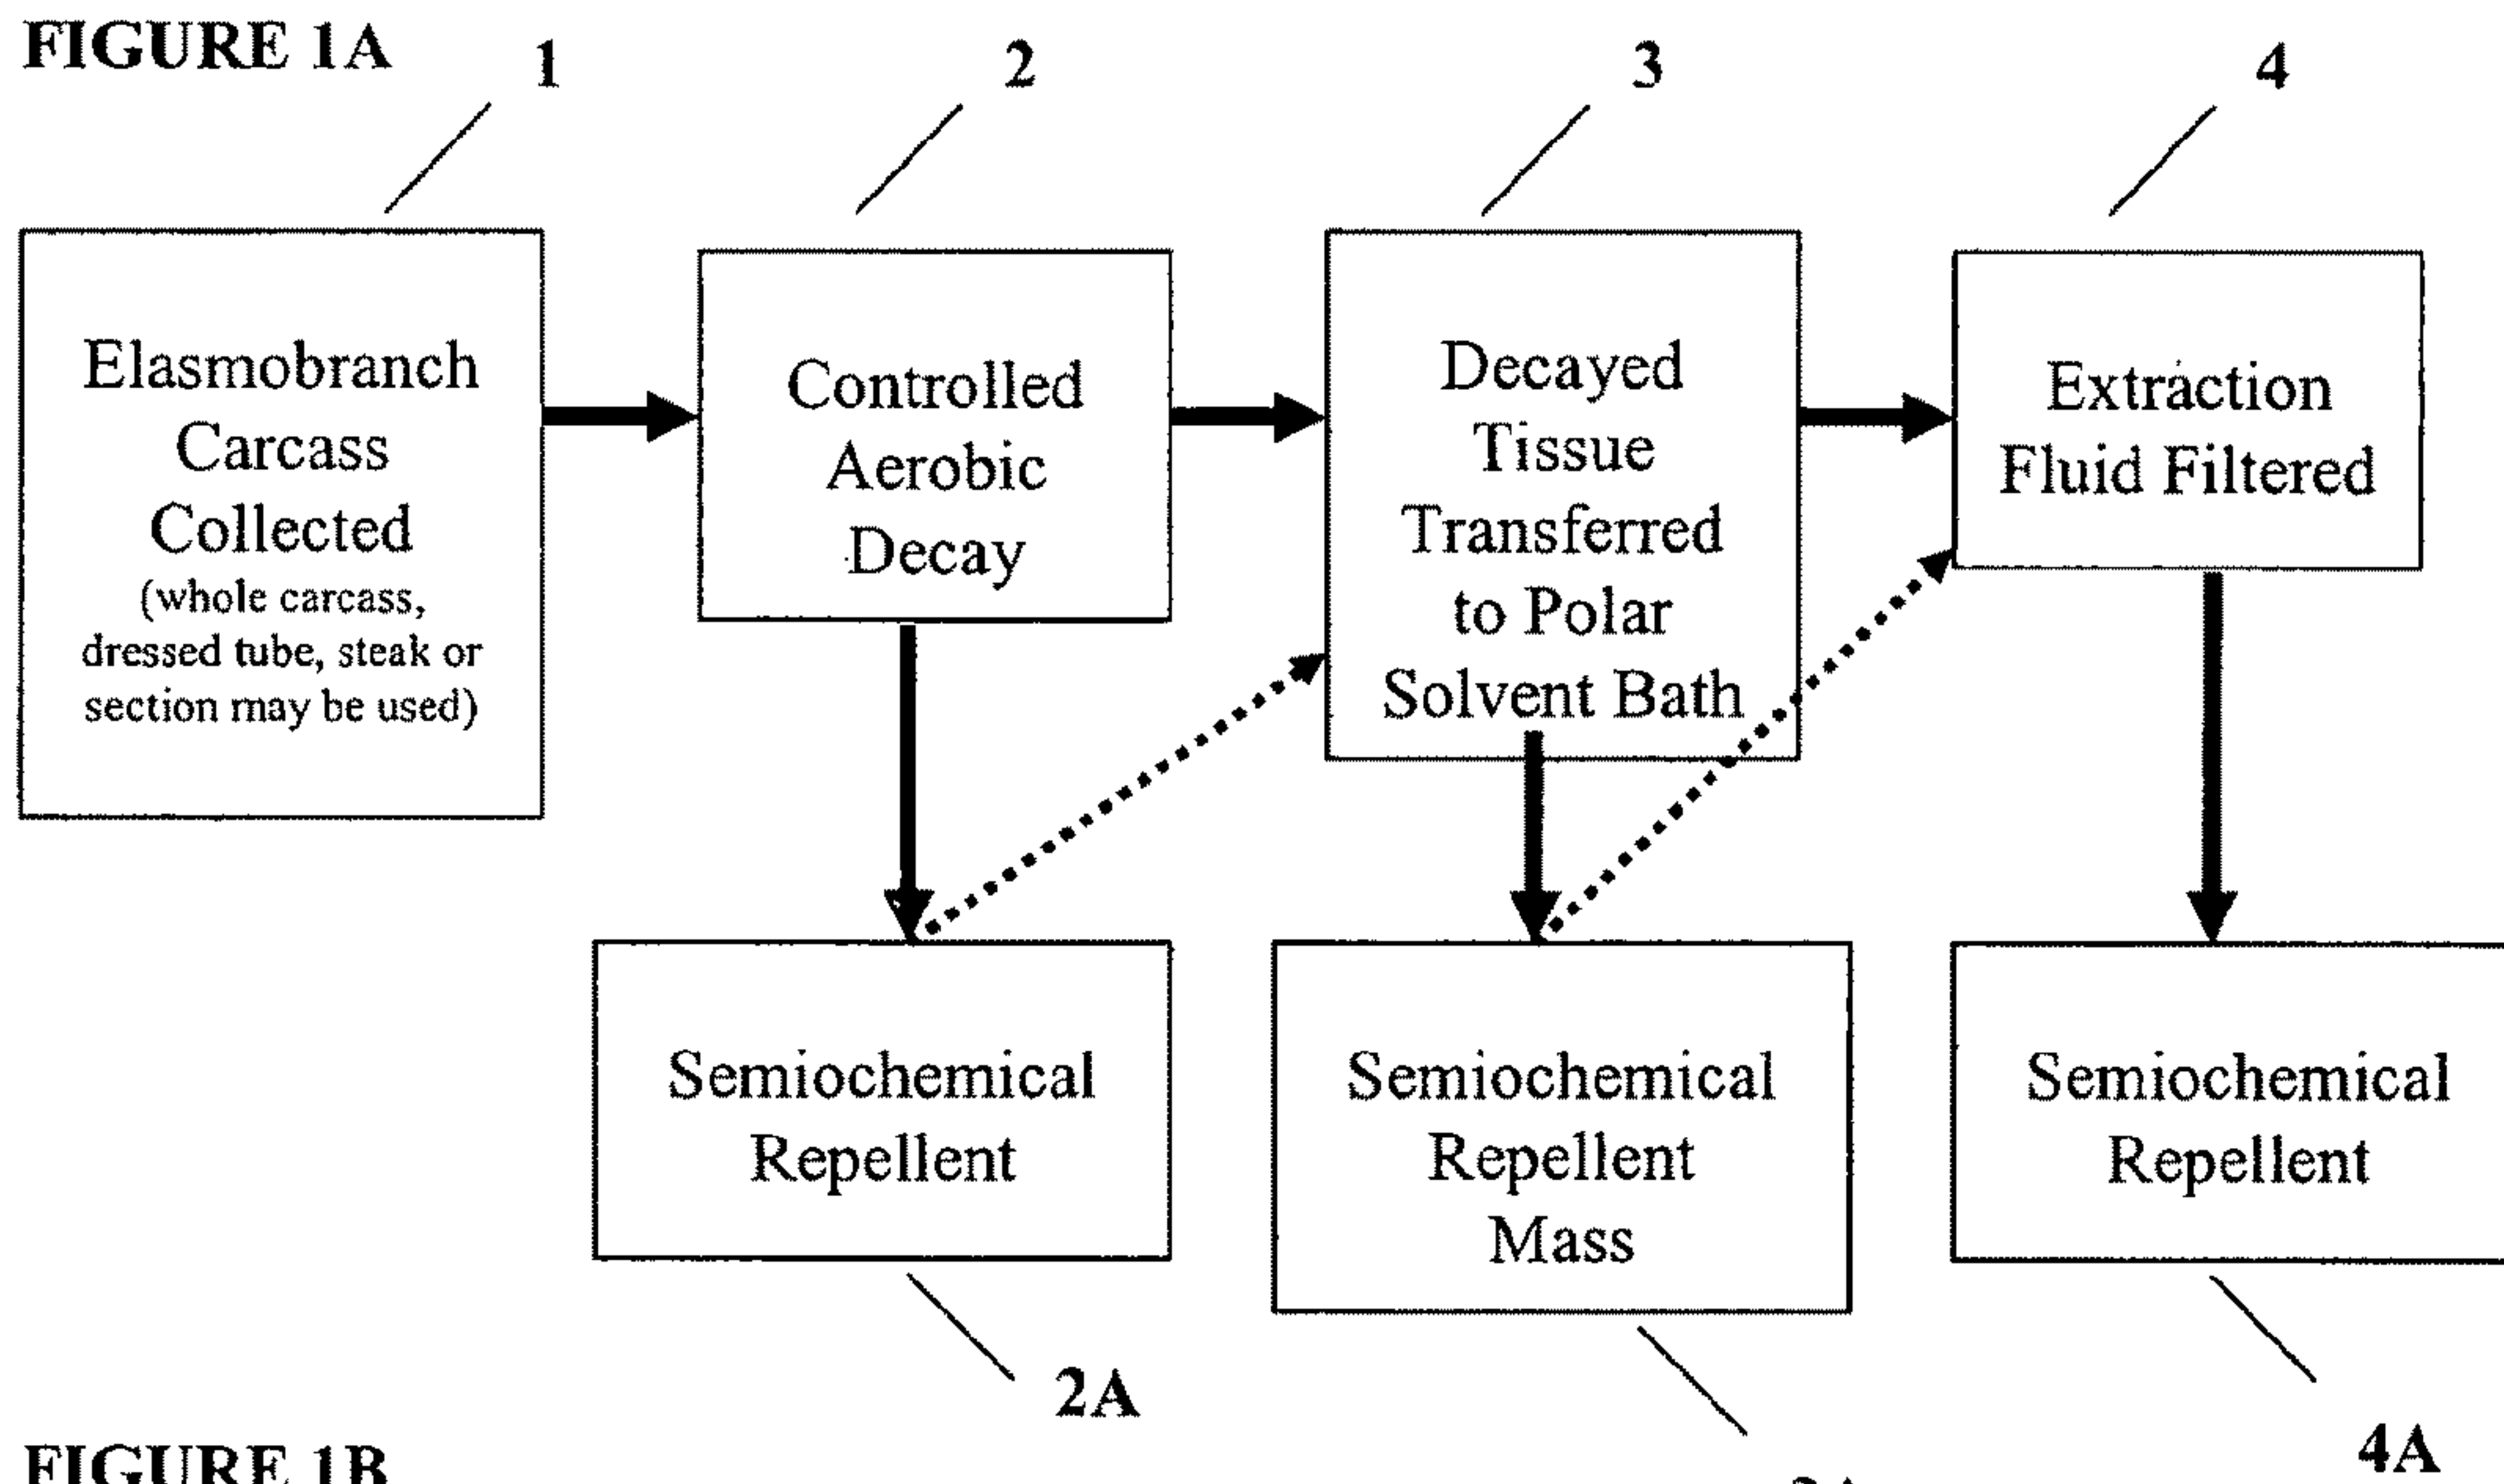 FIGURE 1A
1
2
3
4
Elasmobranch
Carcass
Collected
(whole carcass,
dressed tube, steak or
section may be used)
Controlled
Aerobic
Decay
Decayed
Tissue
Transferred
to Polar
Solvent Bath
Extraction
Fluid Filtered
Semiochemical
Repellent
Semiochemical
Repellent
Mass
Semiochemical
Repellent
2A
4A
FIGURE 1B